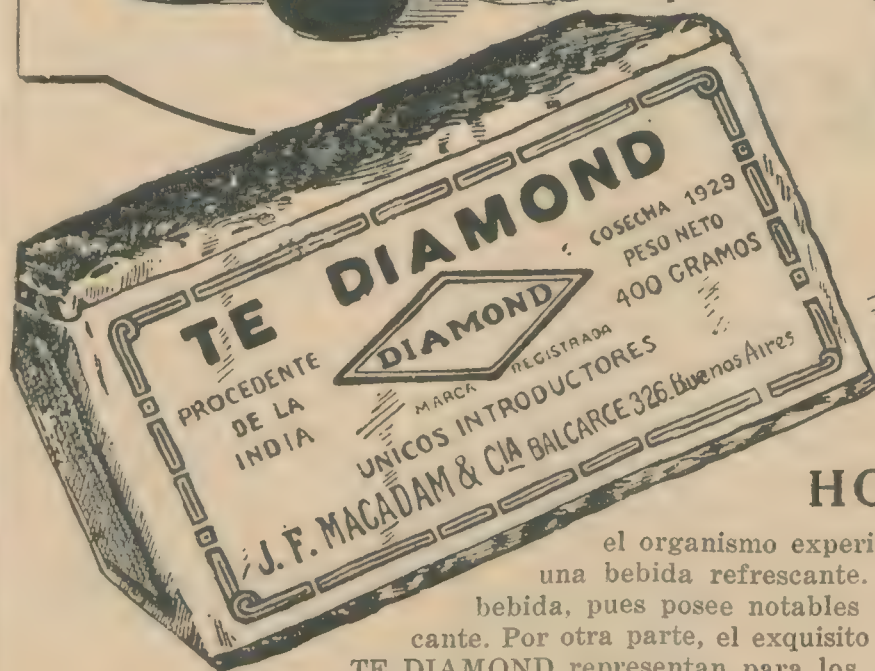 TE DIAMOND
PROCEDENTE
DE LA
INDIA
DIAMOND
MARCA REGISTRADA
COSECHA 1929
PESO NETO
400 GRAMOS
UNICOS INTRODUCTORES
J. F. MACADAM & CIA BALCARCE 326. Buenos Aires
HO
el organismo experi
una bebida refrescante.
bebida, pues posee notables
cante. Por otra parte, el exquisito
TE DIAMOND representan para los